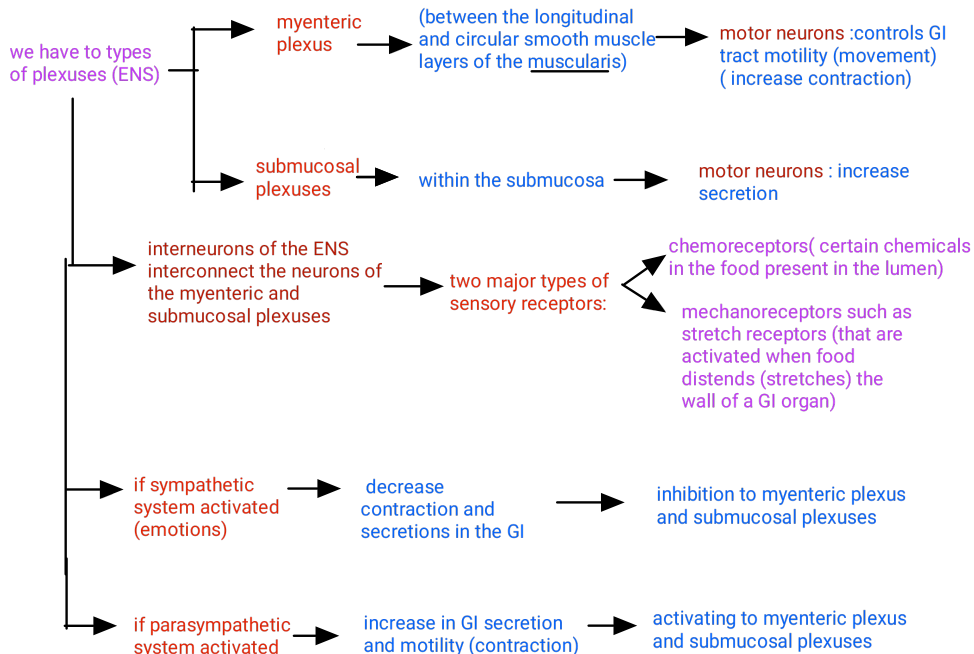 we have to types
of plexuses (ENS)
myenteric
plexus
(between the longitudinal
and circular smooth muscle
layers of the muscularis)
motor neurons :controls GI
tract motility (movement)
( increase contraction)
submucosal
plexuses
within the submucosa
motor neurons : increase
secretion
interneurons of the ENS
interconnect the neurons of
the myenteric and
submucosal plexuses
two major types of
sensory receptors:
chemoreceptors( certain chemicals
in the food present in the lumen)
mechanoreceptors such as
stretch receptors (that are
activated when food
distends (stretches) the
wall of a GI organ)
if sympathetic
system activated
(emotions)
decrease
contraction and
secretions in the GI
inhibition to myenteric plexus
and submucosal plexuses
if parasympathetic
system activated
increase in GI secretion
and motility (contraction)
activating to myenteric plexus
and submucosal plexuses